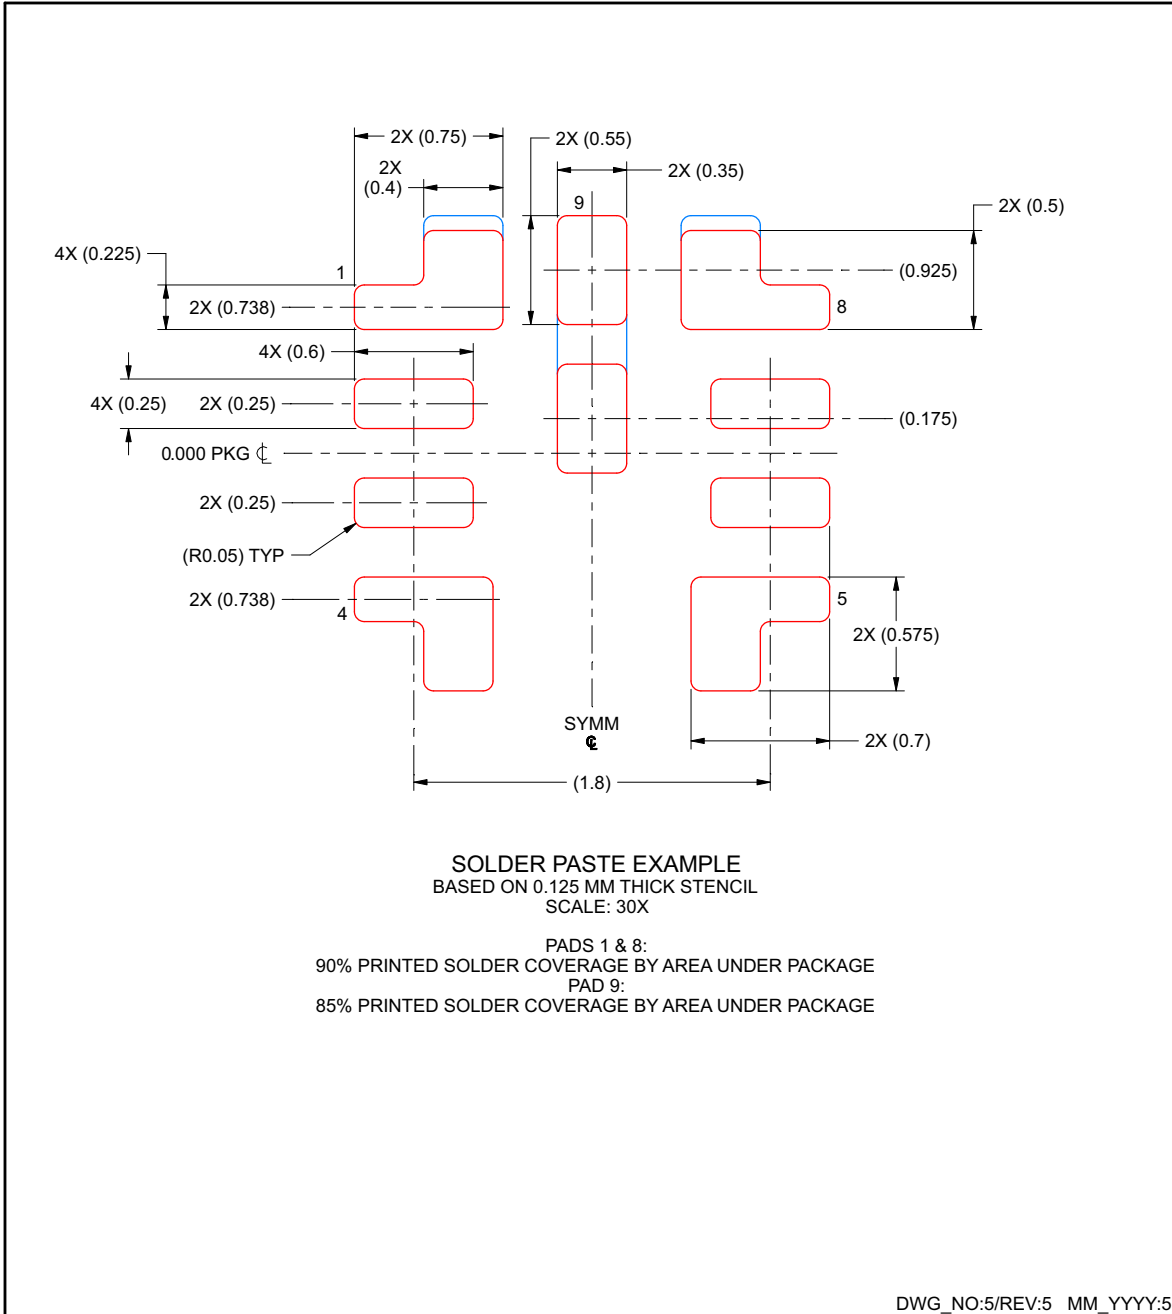 2X (0.75)
2X (0.55)
2X
(0.4)
2X (0.35)
9
2X (0.5)
4X (0.225)
1
(0.925)
2X (0.738)
8
4X (0.6)
4X (0.25)
2X (0.25)
(0.175)
0.000 PKG ℄
2X (0.25)
(R0.05) TYP
2X (0.738)
4
5
2X (0.575)
SYMM
℄
2X (0.7)
(1.8)
SOLDER PASTE EXAMPLE
BASED ON 0.125 MM THICK STENCIL
SCALE: 30X
PADS 1 & 8:
90% PRINTED SOLDER COVERAGE BY AREA UNDER PACKAGE
PAD 9:
85% PRINTED SOLDER COVERAGE BY AREA UNDER PACKAGE
DWG_NO:5/REV:5 MM_YYYY:5